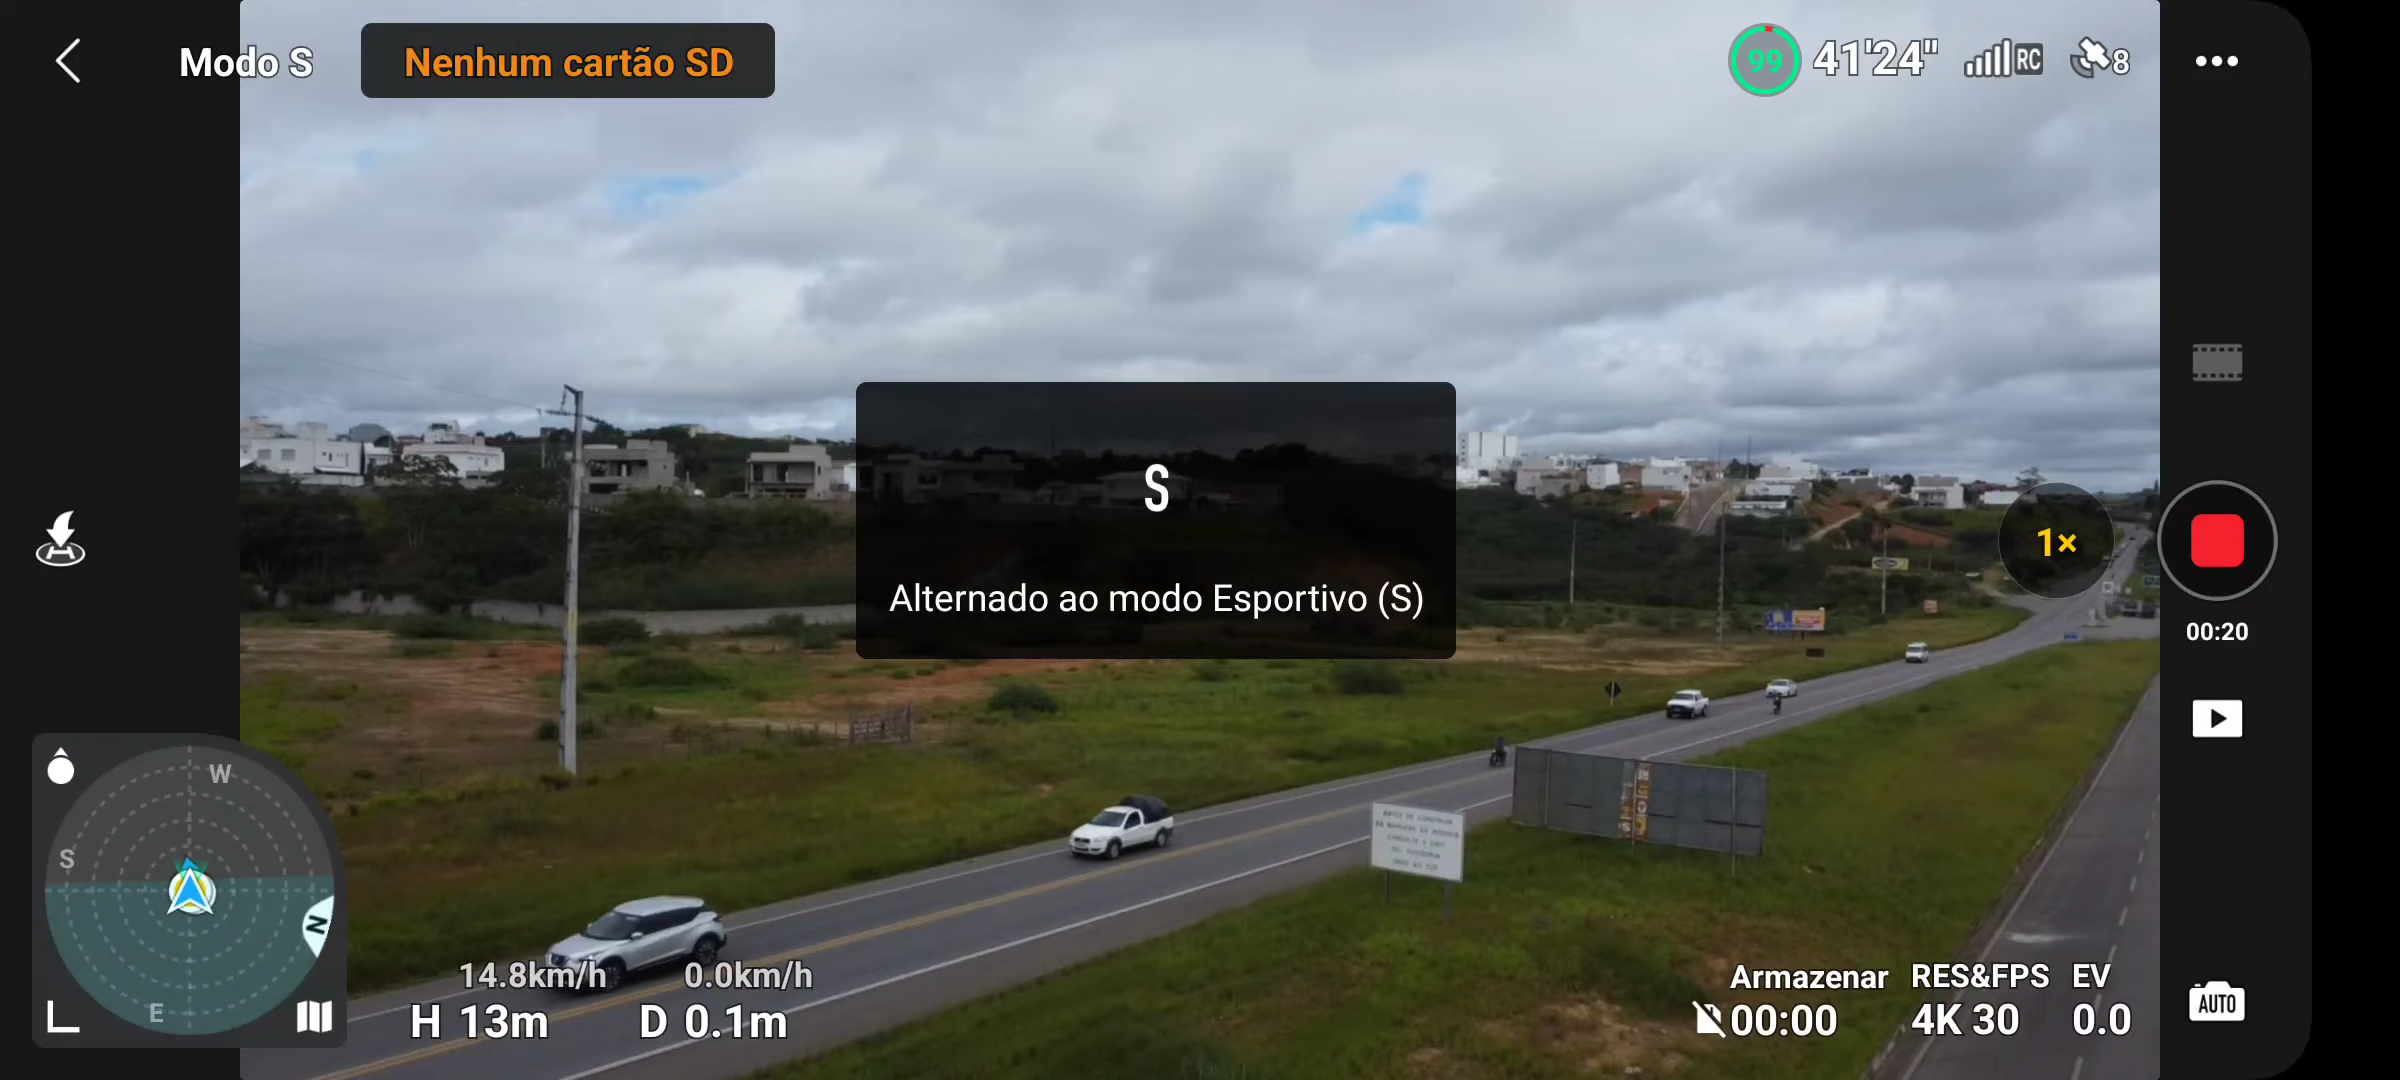 Modo S
Nenhum cartão SD
99
41'24"
RC
8
S
Alternado ao modo Esportivo (S)
1×
00:20
W
S
N
E
14.8km/h
0.0km/h
H 13m
D 0.1m
Armazenar
00:00
RES&FPS
4K 30
EV
0.0
AUTO